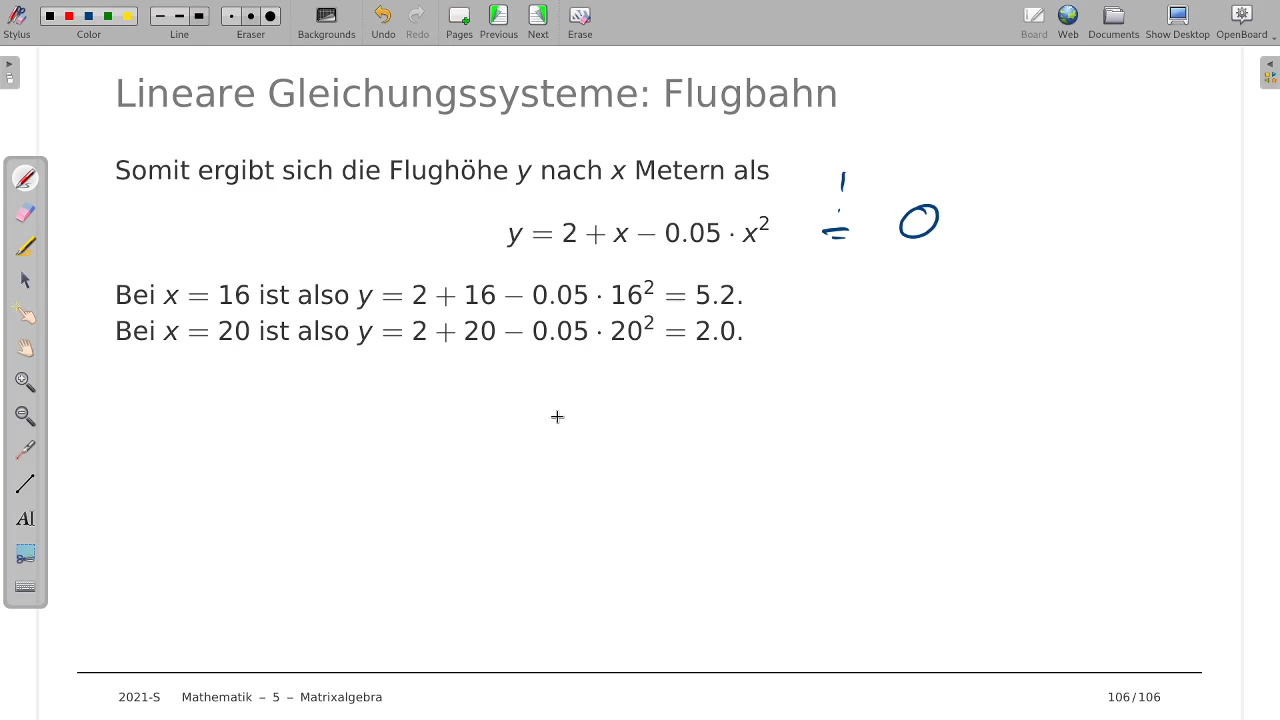 Stylus Color Line Eraser Backgrounds Undo Redo Pages Previous Next Erase Board Web Documents Show Desktop OpenBoard
Lineare Gleichungssysteme: Flugbahn
Somit ergibt sich die Flughöhe y nach x Metern als
y = 2 + x − 0.05 · x² != 0
Bei x = 16 ist also y = 2 + 16 − 0.05 · 16² = 5.2.
Bei x = 20 ist also y = 2 + 20 − 0.05 · 20² = 2.0.
AI
2021-S Mathematik – 5 – Matrixalgebra 106/106